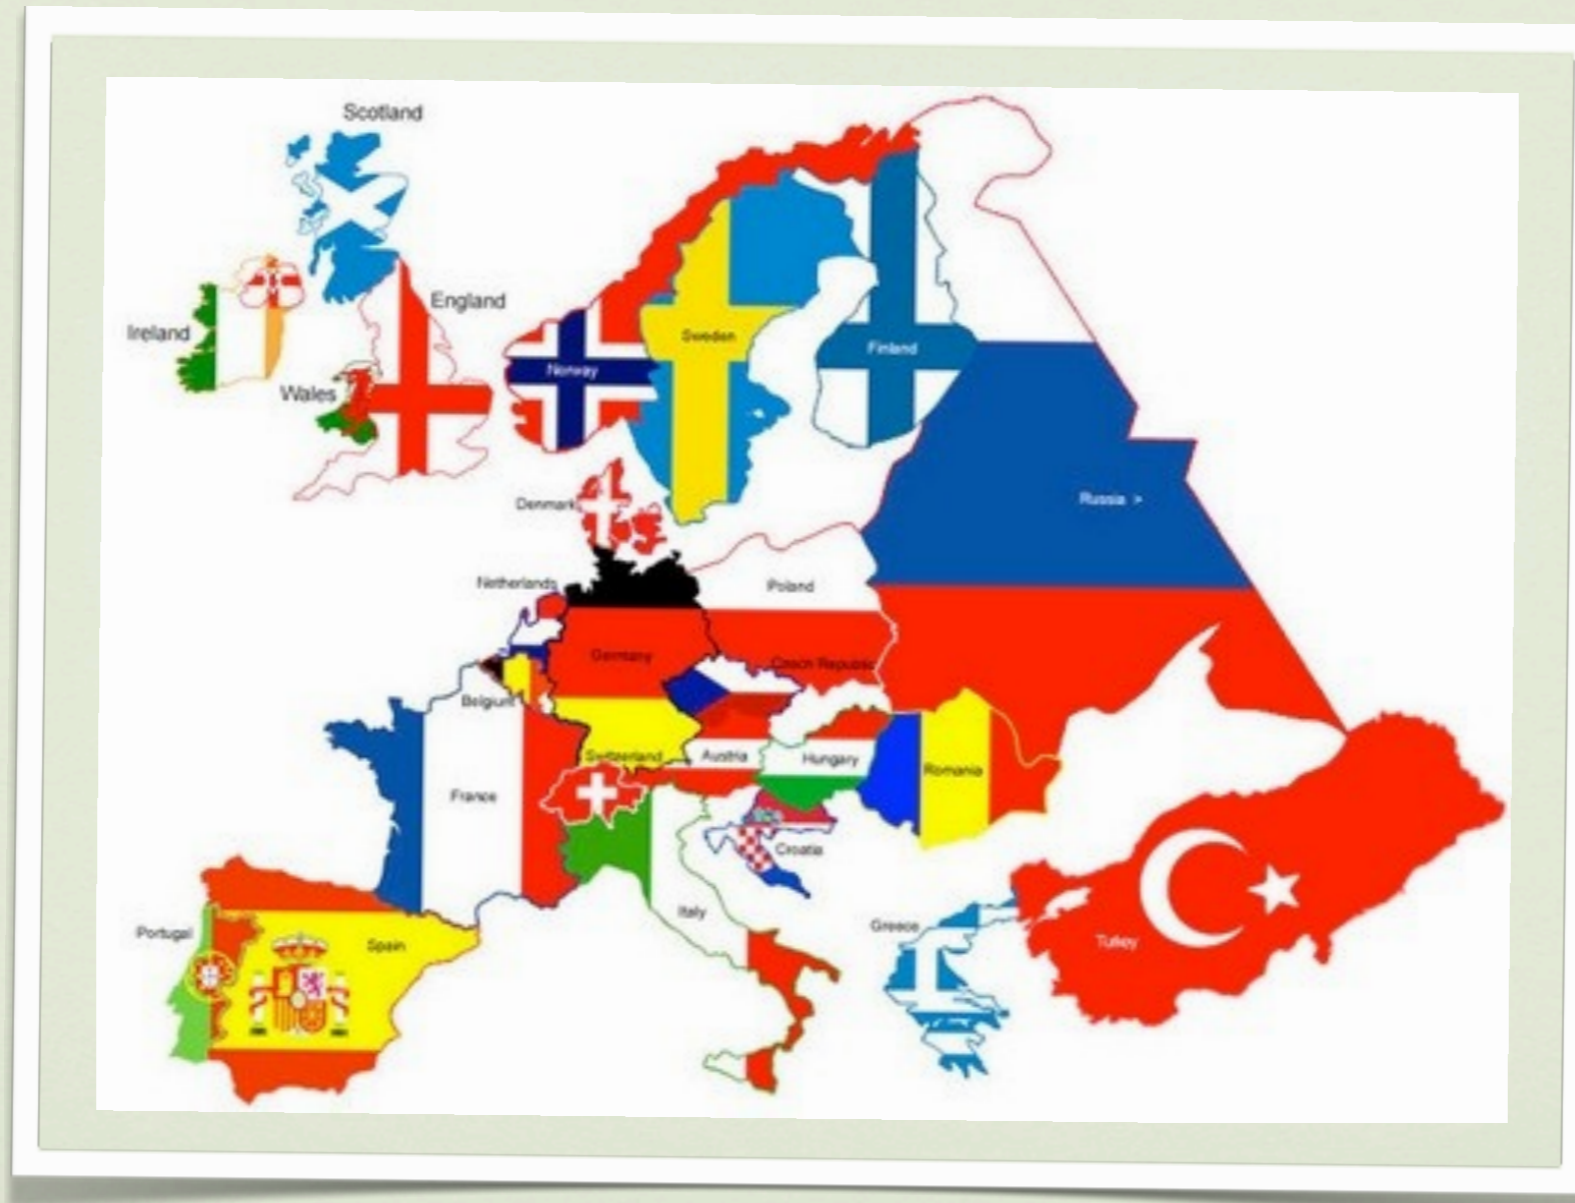 Scotland
England
Ireland
Wales
Norway
Sweden
Finland
Russia >
Denmark
Netherlands
Poland
Germany
Czech Republic
Belgium
Switzerland
Austria
Hungary
Romania
France
Croatia
Italy
Portugal
Spain
Greece
Turkey